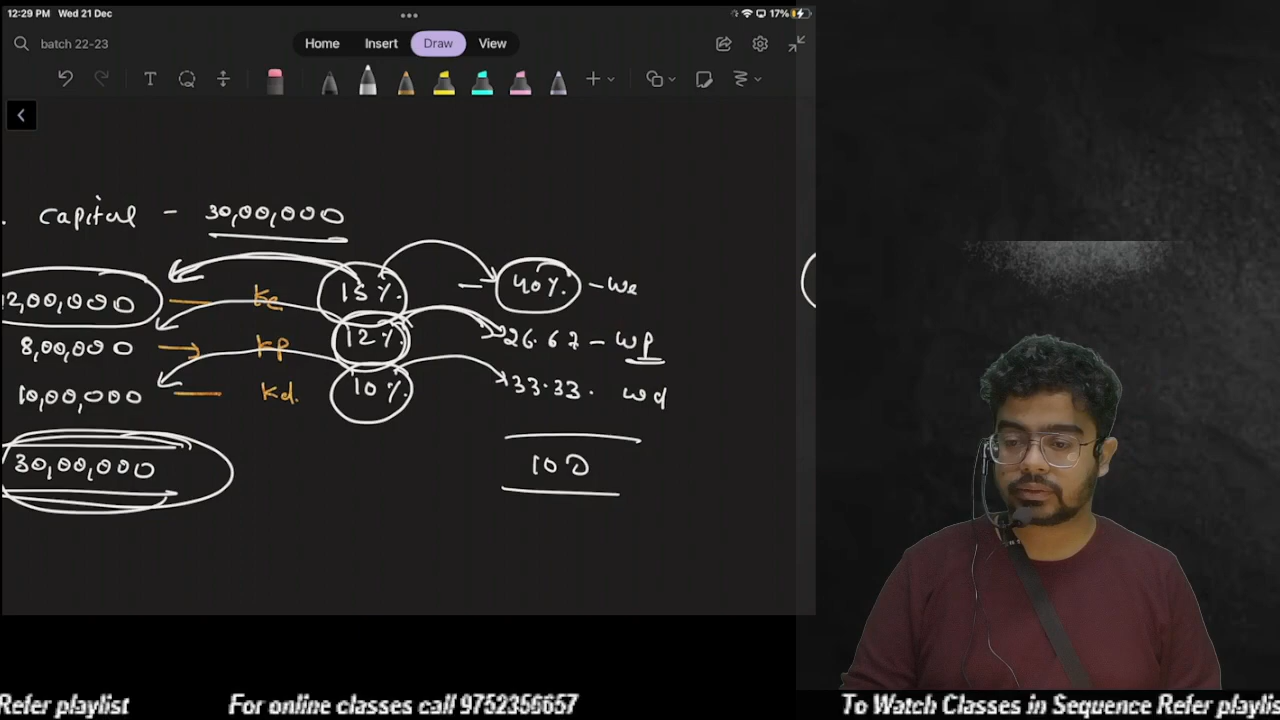 12:29 PM Wed 21 Dec
17%
batch 22-23
Home Insert Draw View
. Capital - 30,00,000
12,00,000 — Ke 15%. — 40%. - we
8,00,000 → Kp 12%. 26.67 - wp
10,00,000 — Kd. 10%. 33.33. wd
30,00,000 100
Refer playlist For online classes call 9752356657 To Watch Classes in Sequence Refer playlis